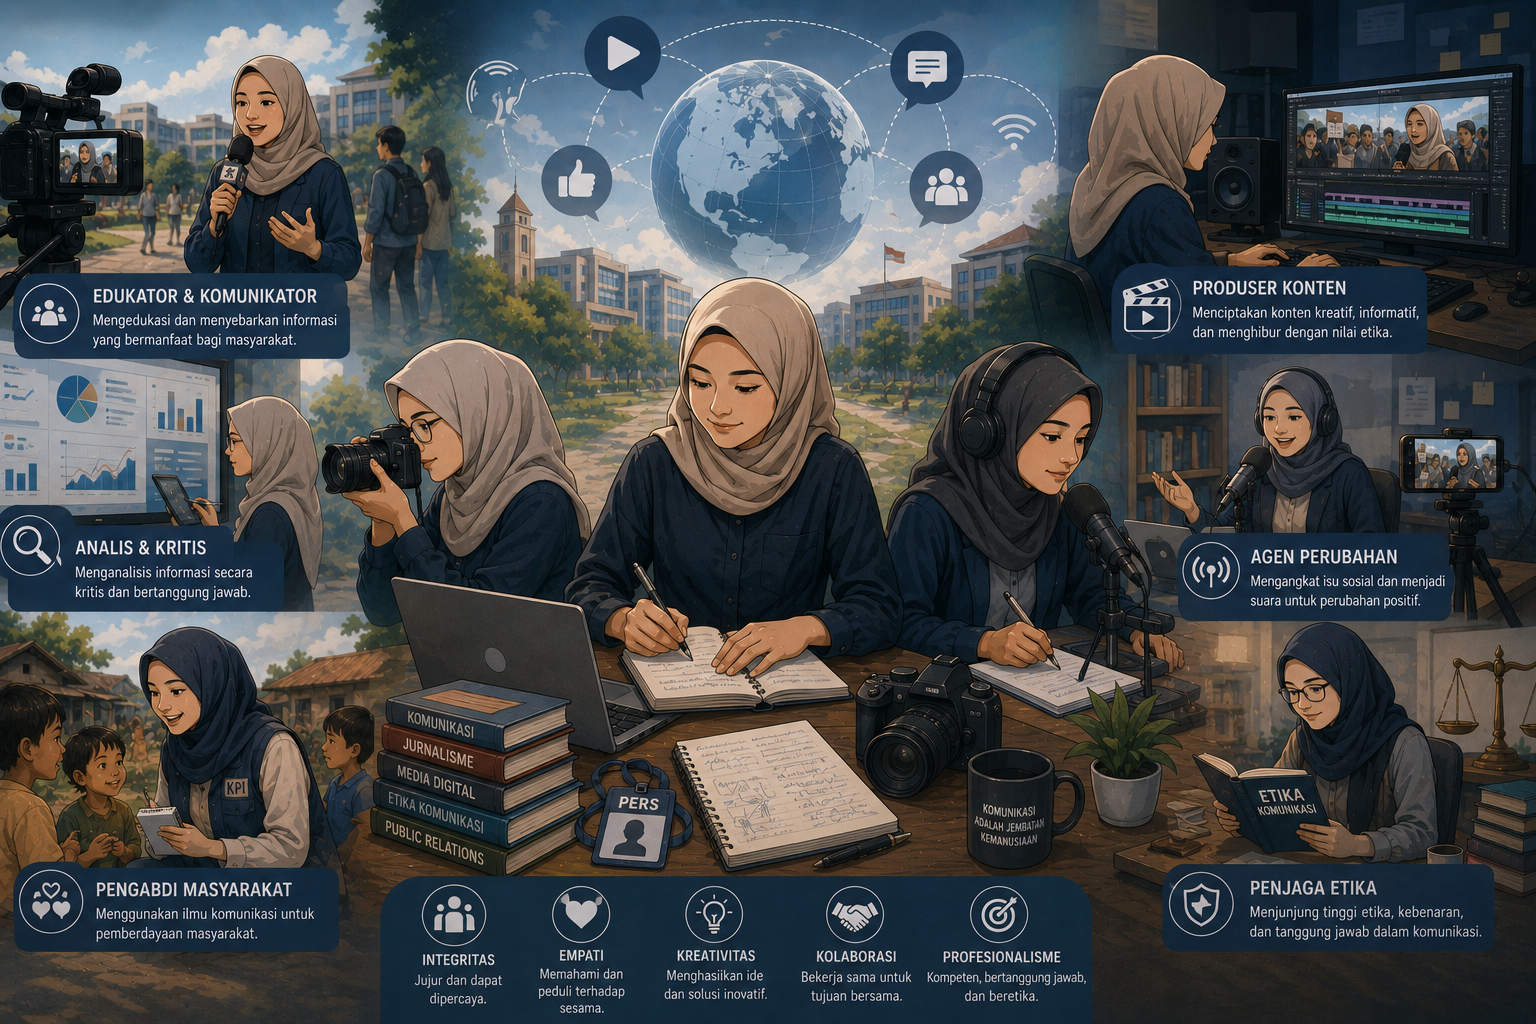 EDUKATOR & KOMUNIKATOR
Mengedukasi dan menyebarkan informasi
yang bermanfaat bagi masyarakat.
PRODUSER KONTEN
Menciptakan konten kreatif, informatif,
dan menghibur dengan nilai etika.
ANALIS & KRITIS
Menganalisis informasi secara
kritis dan bertanggung jawab.
AGEN PERUBAHAN
Mengangkat isu sosial dan menjadi
suara untuk perubahan positif.
KPI
PENGABDI MASYARAKAT
Menggunakan ilmu komunikasi untuk
pemberdayaan masyarakat.
KOMUNIKASI
JURNALISME
MEDIA DIGITAL
ETIKA KOMUNIKASI
PUBLIC RELATIONS
PERS
KOMUNIKASI
ADALAH JEMBATAN
KEMANUSIAAN
ETIKA
KOMUNIKASI
PENJAGA ETIKA
Menjunjung tinggi etika, kebenaran,
dan tanggung jawab dalam komunikasi.
INTEGRITAS
Jujur dan dapat
dipercaya.
EMPATI
Memahami dan
peduli terhadap
sesama.
KREATIVITAS
Menghasilkan ide
dan solusi inovatif.
KOLABORASI
Bekerja sama untuk
tujuan bersama.
PROFESIONALISME
Kompeten, bertanggung jawab,
dan beretika.